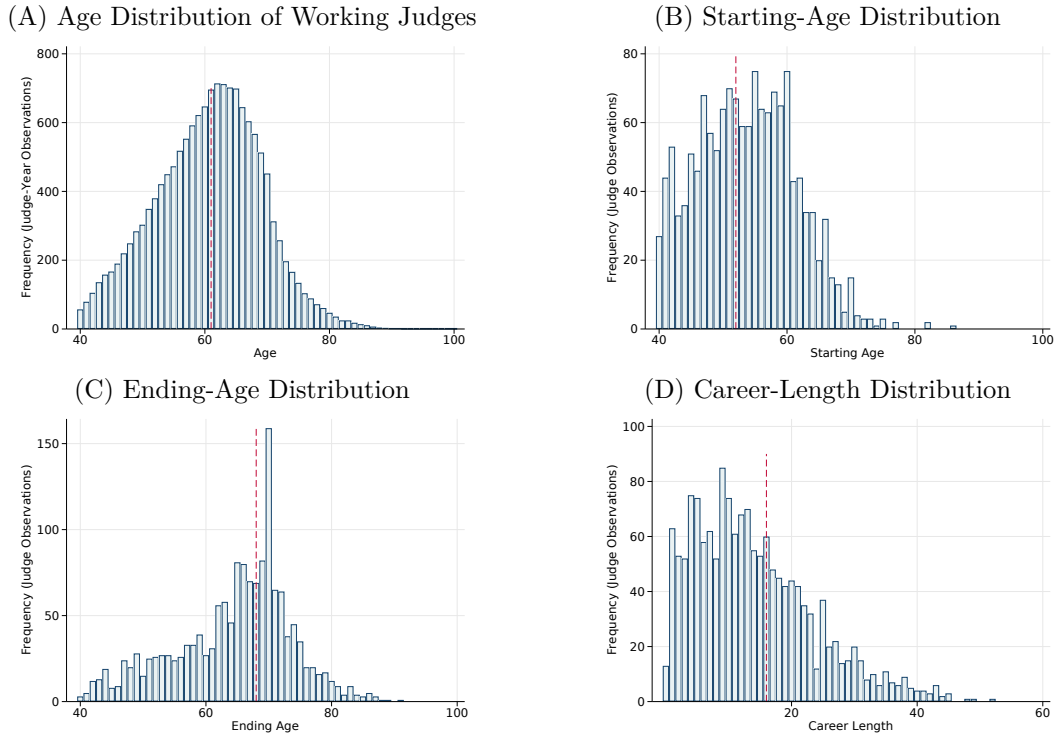 (A) Age Distribution of Working Judges
Frequency (Judge-Year Observations)
800
600
400
200
0
40 60 80 100
Age
(B) Starting-Age Distribution
Frequency (Judge Observations)
80
60
40
20
0
40 60 80 100
Starting Age
(C) Ending-Age Distribution
Frequency (Judge Observations)
150
100
50
0
40 60 80 100
Ending Age
(D) Career-Length Distribution
Frequency (Judge Observations)
100
80
60
40
20
0
20 40 60
Career Length